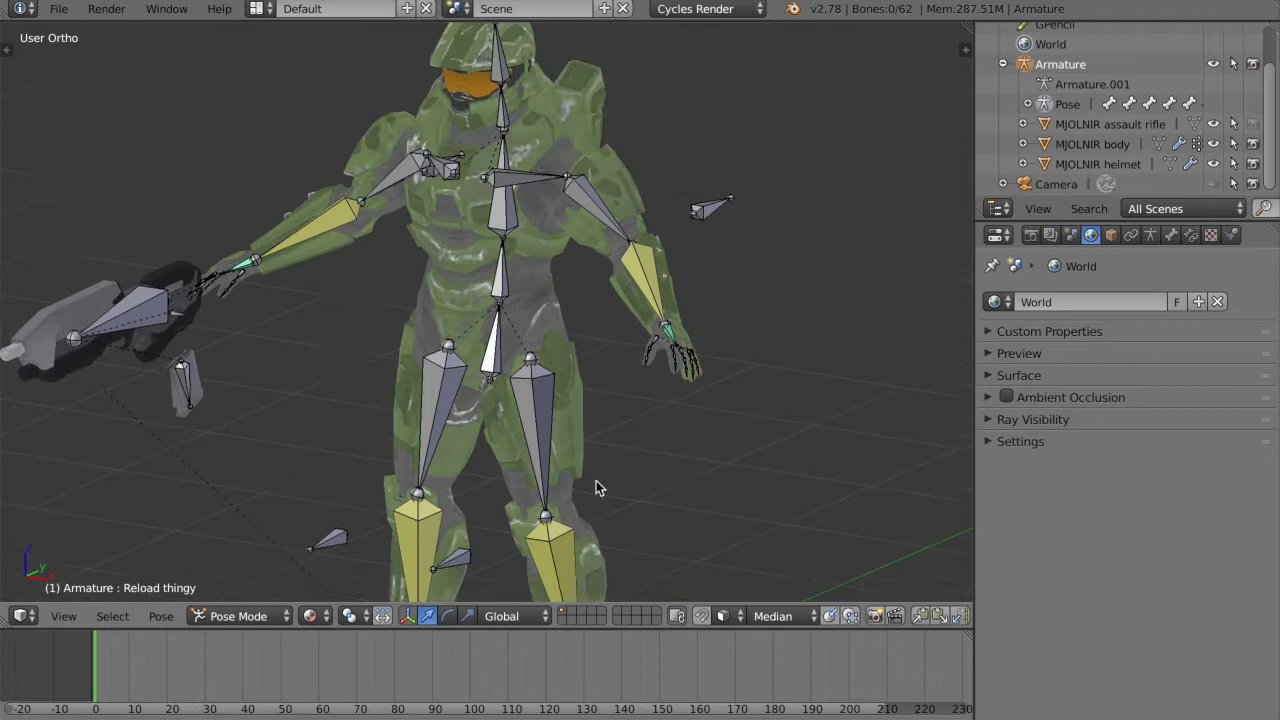 File Render Window Help Default Scene Cycles Render v2.78 | Bones:0/62 | Mem:287.51M | Armature
User Ortho
GPencil
World
Armature
Armature.001
Pose
MJOLNIR assault rifle
MJOLNIR body
MJOLNIR helmet
Camera
View Search All Scenes
World
World F
Custom Properties
Preview
Surface
Ambient Occlusion
Ray Visibility
Settings
z
y
(1) Armature : Reload thingy
View Select Pose Pose Mode Global Median
-20 -10 0 10 20 30 40 50 60 70 80 90 100 110 120 130 140 150 160 170 180 190 200 210 220 230